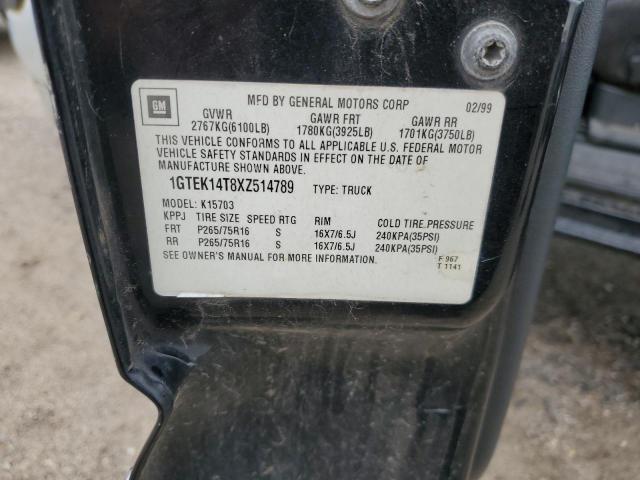 GM
MFD BY GENERAL MOTORS CORP 02/99
GVWR GAWR FRT GAWR RR
2767KG(6100LB) 1780KG(3925LB) 1701KG(3750LB)
THIS VEHICLE CONFORMS TO ALL APPLICABLE U.S. FEDERAL MOTOR
VEHICLE SAFETY STANDARDS IN EFFECT ON THE DATE OF
MANUFACTURE SHOWN ABOVE.
1GTEK14T8XZ514789 TYPE: TRUCK
MODEL: K15703
KPPJ TIRE SIZE SPEED RTG RIM COLD TIRE PRESSURE
FRT P265/75R16 S 16X7/6.5J 240KPA(35PSI)
RR P265/75R16 S 16X7/6.5J 240KPA(35PSI)
SEE OWNER'S MANUAL FOR MORE INFORMATION.
F 967
T 1141